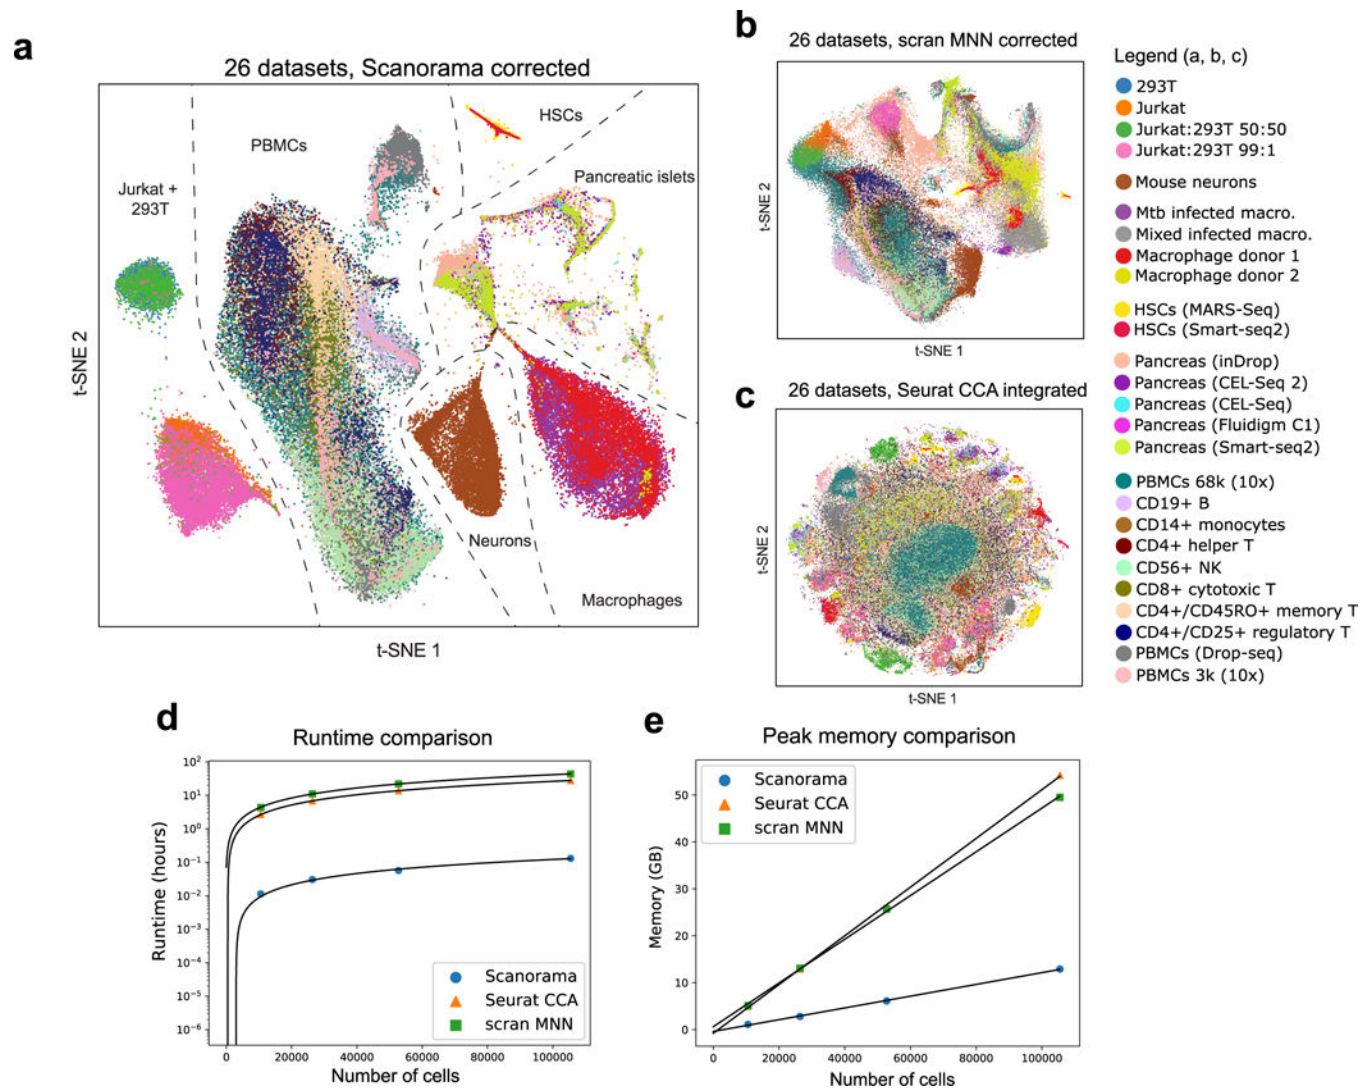 a
26 datasets, Scanorama corrected
PBMCs
HSCs
Jurkat +
293T
Pancreatic islets
Neurons
Macrophages
t-SNE 2
t-SNE 1
b
26 datasets, scran MNN corrected
t-SNE 2
t-SNE 1
c
26 datasets, Seurat CCA integrated
t-SNE 2
t-SNE 1
Legend (a, b, c)
293T
Jurkat
Jurkat:293T 50:50
Jurkat:293T 99:1
Mouse neurons
Mtb infected macro.
Mixed infected macro.
Macrophage donor 1
Macrophage donor 2
HSCs (MARS-Seq)
HSCs (Smart-seq2)
Pancreas (inDrop)
Pancreas (CEL-Seq 2)
Pancreas (CEL-Seq)
Pancreas (Fluidigm C1)
Pancreas (Smart-seq2)
PBMCs 68k (10x)
CD19+ B
CD14+ monocytes
CD4+ helper T
CD56+ NK
CD8+ cytotoxic T
CD4+/CD45RO+ memory T
CD4+/CD25+ regulatory T
PBMCs (Drop-seq)
PBMCs 3k (10x)
d
Runtime comparison
Runtime (hours)
10²
10¹
10⁰
10⁻¹
10⁻²
10⁻³
10⁻⁴
10⁻⁵
10⁻⁶
Scanorama
Seurat CCA
scran MNN
0 20000 40000 60000 80000 100000
Number of cells
e
Peak memory comparison
Memory (GB)
50
40
30
20
10
0
Scanorama
Seurat CCA
scran MNN
0 20000 40000 60000 80000 100000
Number of cells